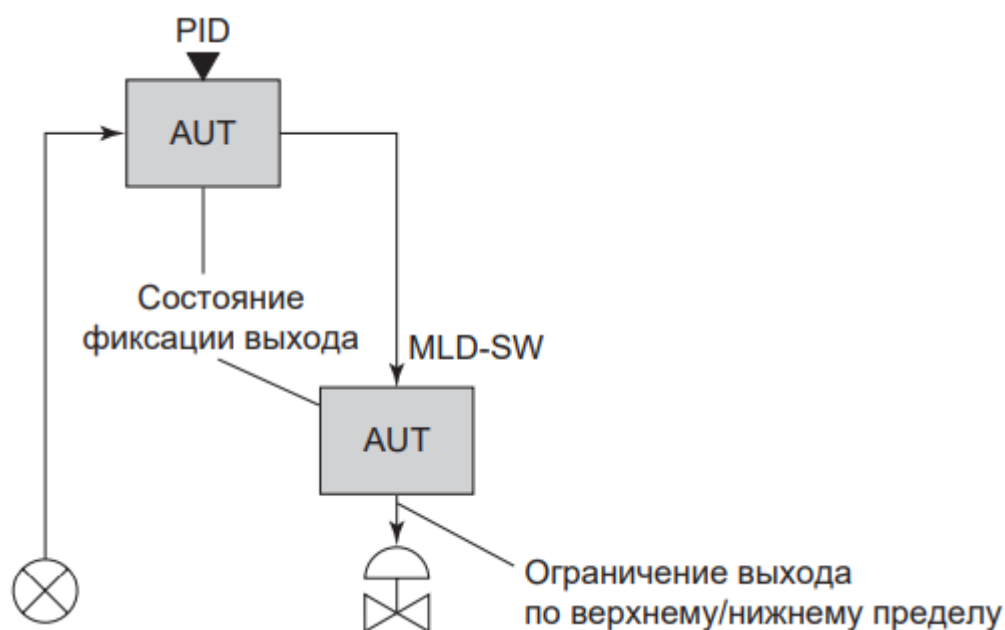 PID
AUT
Состояние
фиксации выхода
MLD-SW
AUT
Ограничение выхода
по верхнему/нижнему пределу